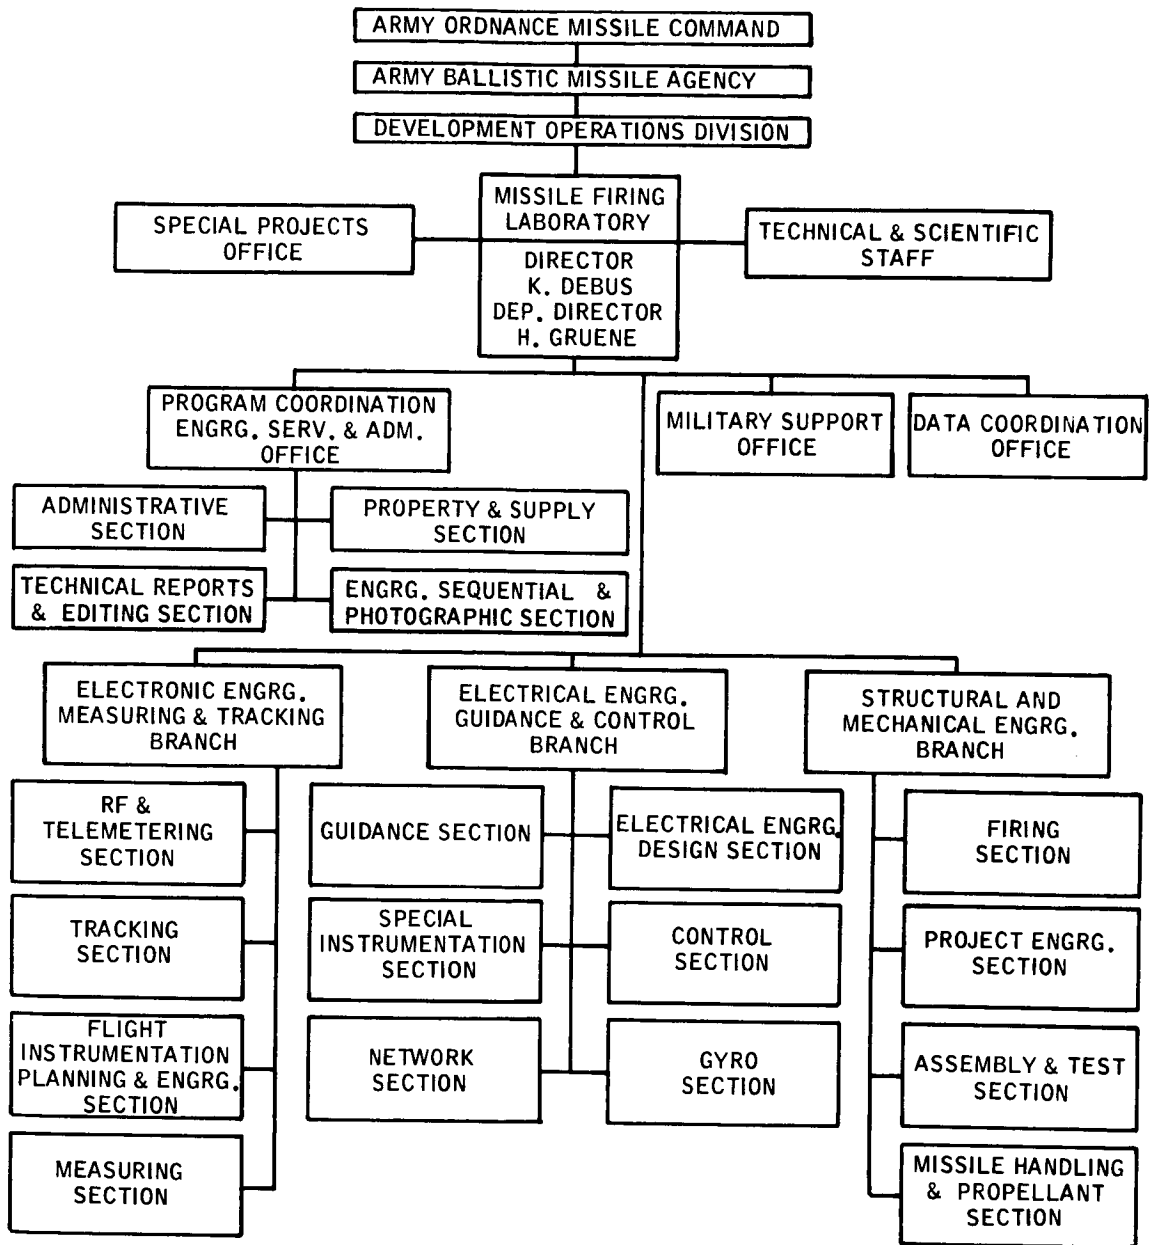 ARMY ORDNANCE MISSILE COMMAND
ARMY BALLISTIC MISSILE AGENCY
DEVELOPMENT OPERATIONS DIVISION
MISSILE FIRING
LABORATORY
DIRECTOR
K. DEBUS
DEP. DIRECTOR
H. GRUENE
SPECIAL PROJECTS
OFFICE
TECHNICAL & SCIENTIFIC
STAFF
PROGRAM COORDINATION
ENGRG. SERV. & ADM.
OFFICE
MILITARY SUPPORT
OFFICE
DATA COORDINATION
OFFICE
ADMINISTRATIVE
SECTION
PROPERTY & SUPPLY
SECTION
TECHNICAL REPORTS
& EDITING SECTION
ENGRG. SEQUENTIAL &
PHOTOGRAPHIC SECTION
ELECTRONIC ENGRG.
MEASURING & TRACKING
BRANCH
ELECTRICAL ENGRG.
GUIDANCE & CONTROL
BRANCH
STRUCTURAL AND
MECHANICAL ENGRG.
BRANCH
RF &
TELEMETERING
SECTION
GUIDANCE SECTION
ELECTRICAL ENGRG.
DESIGN SECTION
FIRING
SECTION
TRACKING
SECTION
SPECIAL
INSTRUMENTATION
SECTION
CONTROL
SECTION
PROJECT ENGRG.
SECTION
FLIGHT
INSTRUMENTATION
PLANNING & ENGRG.
SECTION
NETWORK
SECTION
GYRO
SECTION
ASSEMBLY & TEST
SECTION
MEASURING
SECTION
MISSILE HANDLING
& PROPELLANT
SECTION